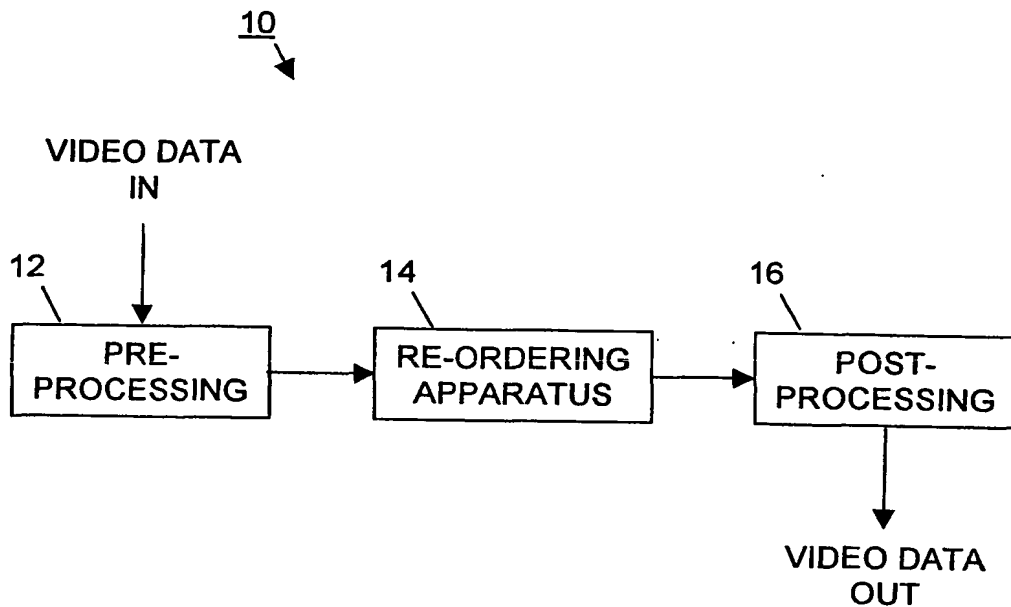 10
VIDEO DATA
IN
12
14
16
PRE-
PROCESSING
RE-ORDERING
APPARATUS
POST-
PROCESSING
VIDEO DATA
OUT